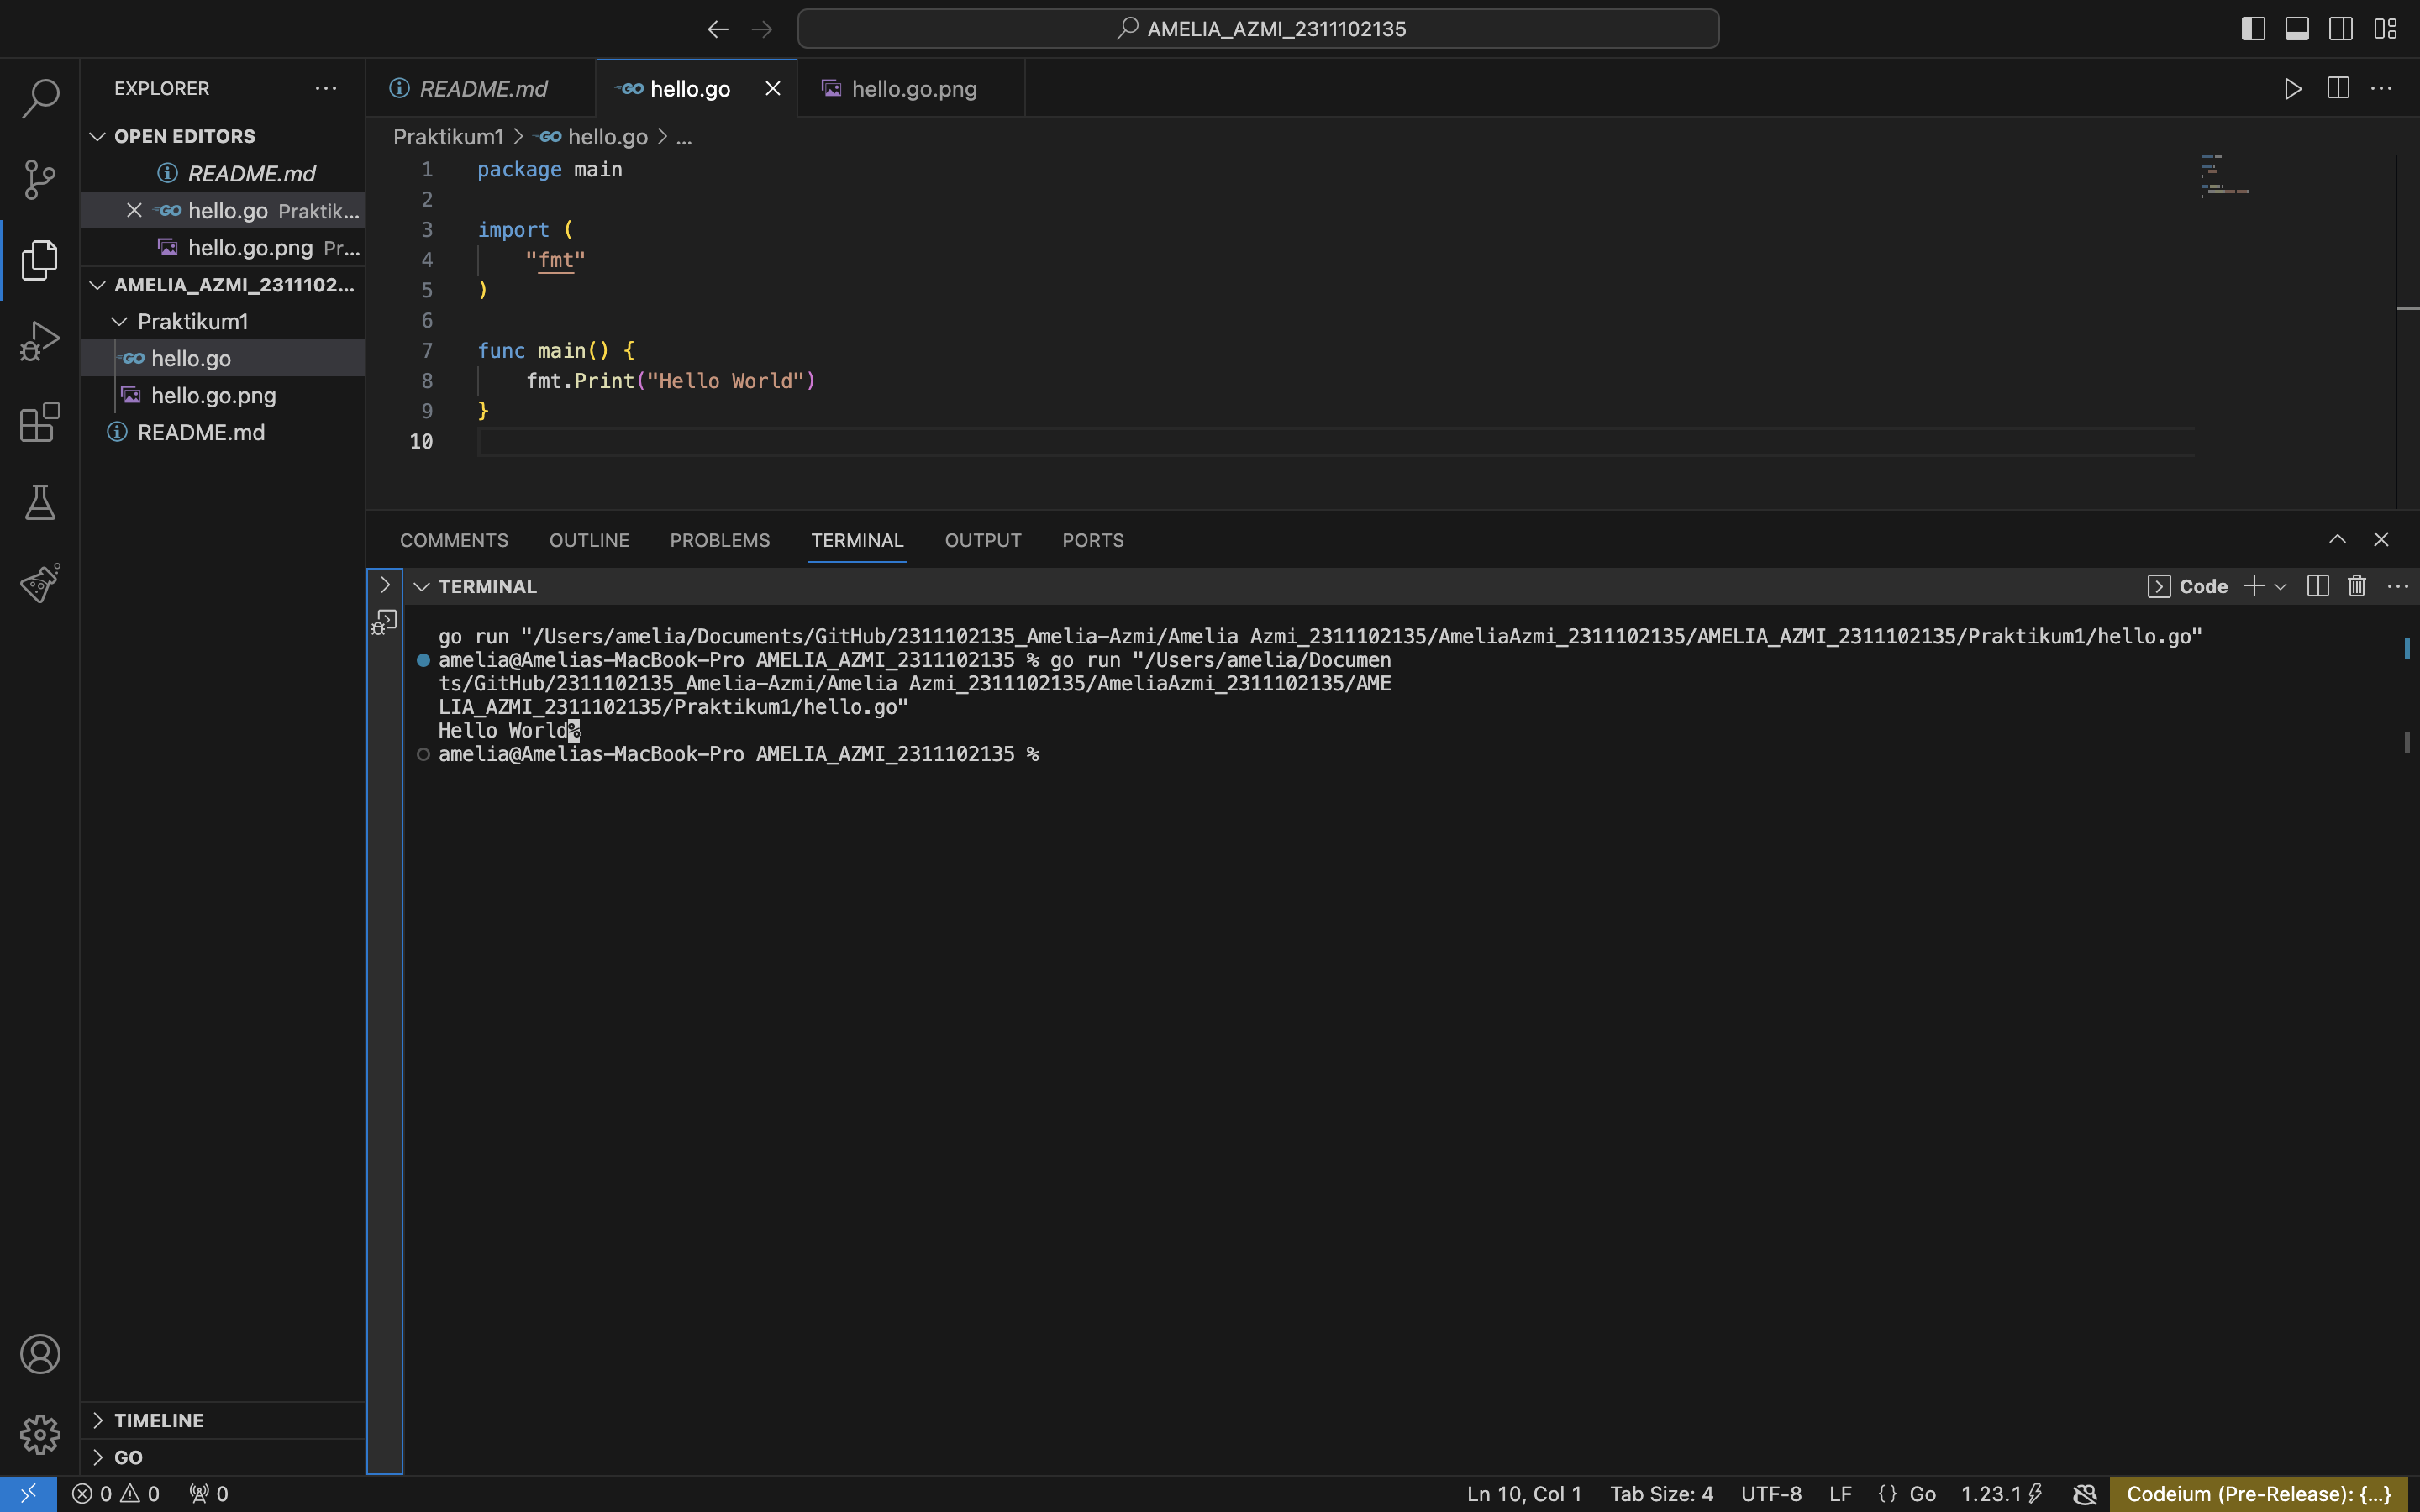 AMELIA_AZMI_2311102135
EXPLORER
OPEN EDITORS
README.md
hello.go Praktik...
hello.go.png Pr...
AMELIA_AZMI_2311102...
Praktikum1
hello.go
hello.go.png
README.md
TIMELINE
GO
README.md
hello.go
hello.go.png
Praktikum1 > hello.go > ...
1 package main
2
3 import (
4 "fmt"
5 )
6
7 func main() {
8 fmt.Print("Hello World")
9 }
10
COMMENTS OUTLINE PROBLEMS TERMINAL OUTPUT PORTS
TERMINAL
Code
go run "/Users/amelia/Documents/GitHub/2311102135_Amelia-Azmi/Amelia Azmi_2311102135/AmeliaAzmi_2311102135/AMELIA_AZMI_2311102135/Praktikum1/hello.go"
amelia@Amelias-MacBook-Pro AMELIA_AZMI_2311102135 % go run "/Users/amelia/Documen
ts/GitHub/2311102135_Amelia-Azmi/Amelia Azmi_2311102135/AmeliaAzmi_2311102135/AME
LIA_AZMI_2311102135/Praktikum1/hello.go"
Hello World%
amelia@Amelias-MacBook-Pro AMELIA_AZMI_2311102135 %
0 0 0
Ln 10, Col 1 Tab Size: 4 UTF-8 LF {} Go 1.23.1 Codeium (Pre-Release): {...}